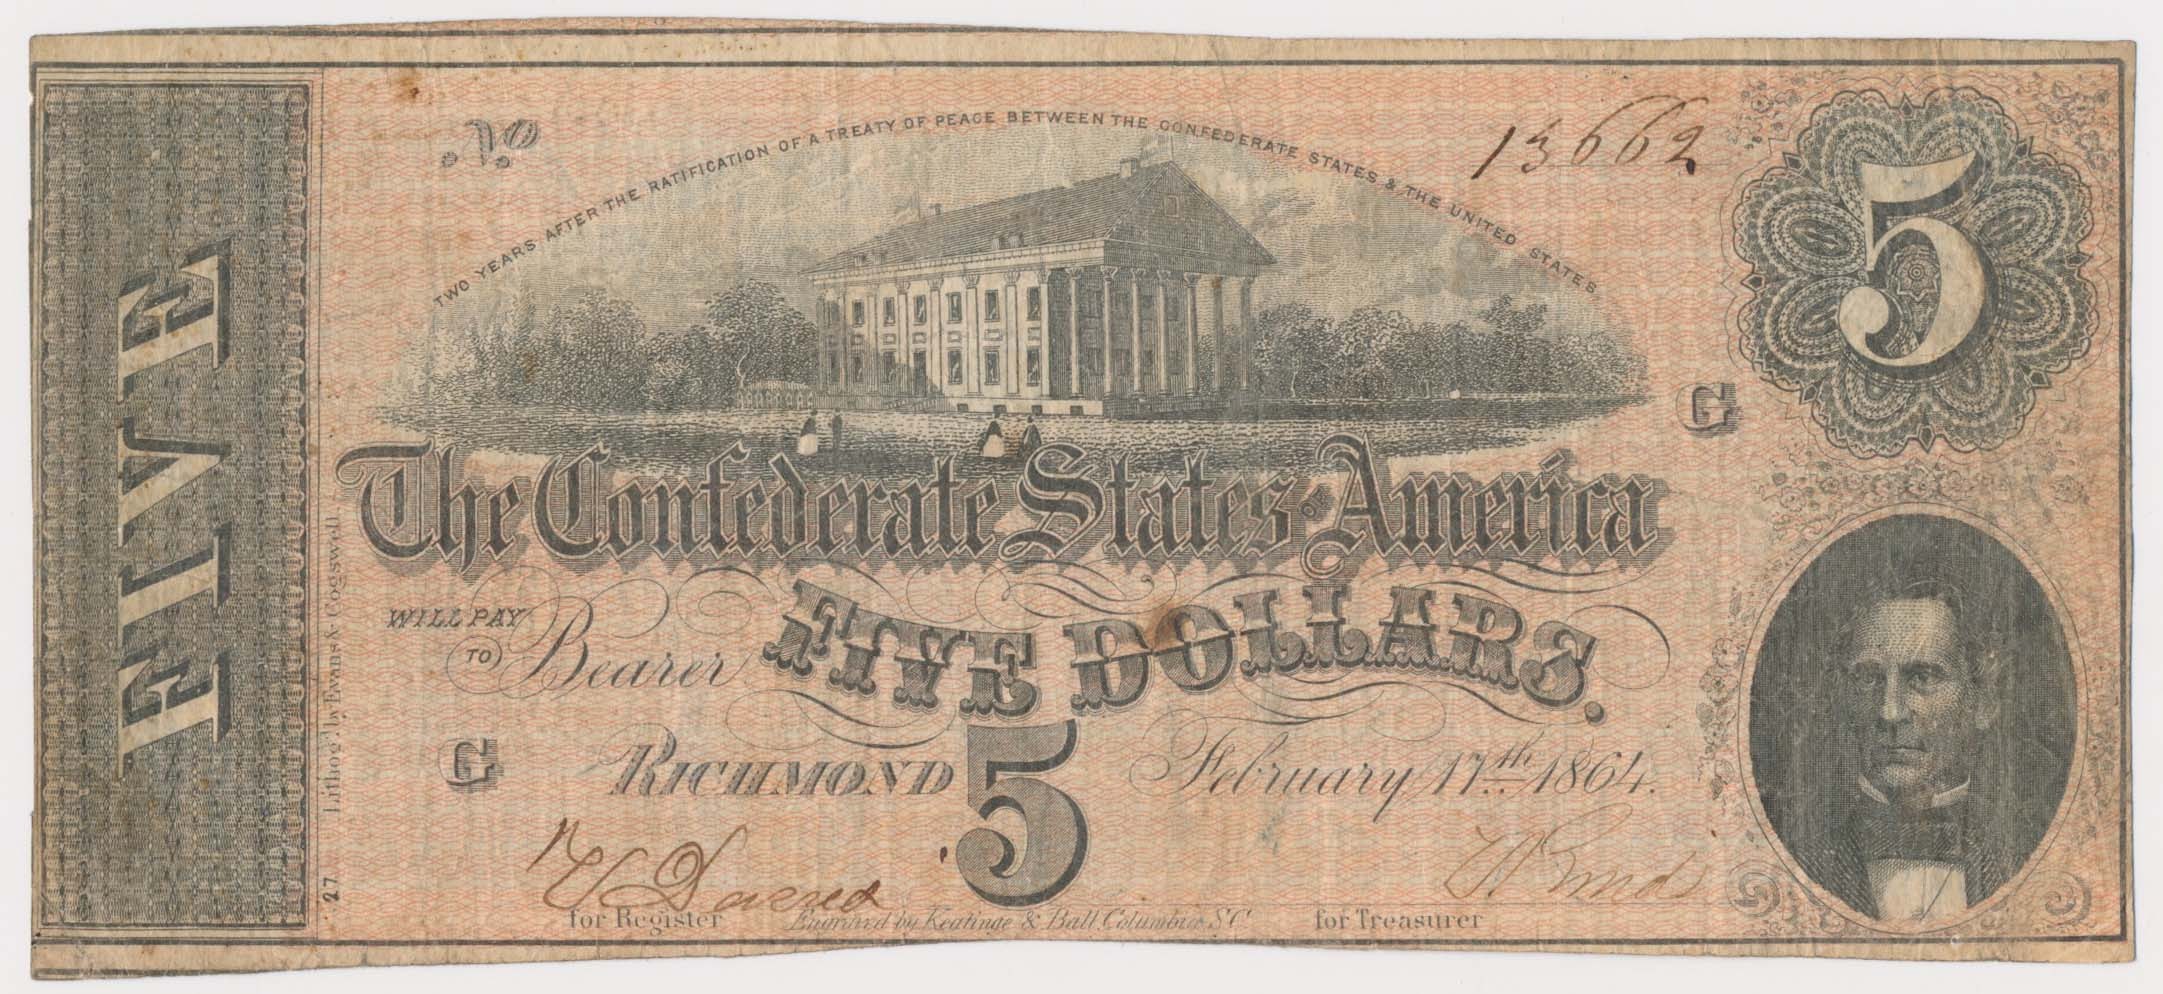 FIVE
No 13662
TWO YEARS AFTER THE RATIFICATION OF A TREATY OF PEACE BETWEEN THE CONFEDERATE STATES & THE UNITED STATES
5
G
The Confederate States OF America
WILL PAY
TO Bearer FIVE DOLLARS.
G RICHMOND 5 February 17th 1864.
for Register
Engraved by Keatinge & Ball Columbia, S.C.
for Treasurer
27 Lithog'd by Evans & Cogswell